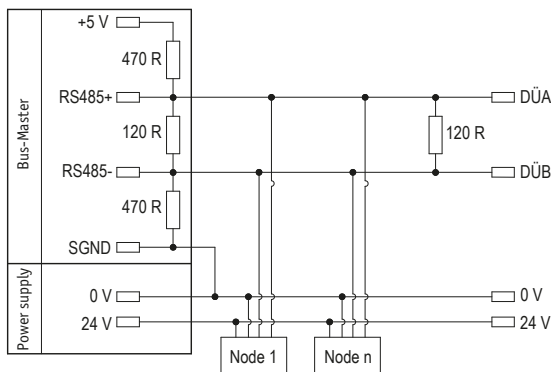 Bus-Master
+5 V
470 R
RS485+
120 R
RS485-
470 R
SGND
DÜA
120 R
DÜB
Power supply
0 V
24 V
0 V
24 V
Node 1
Node n